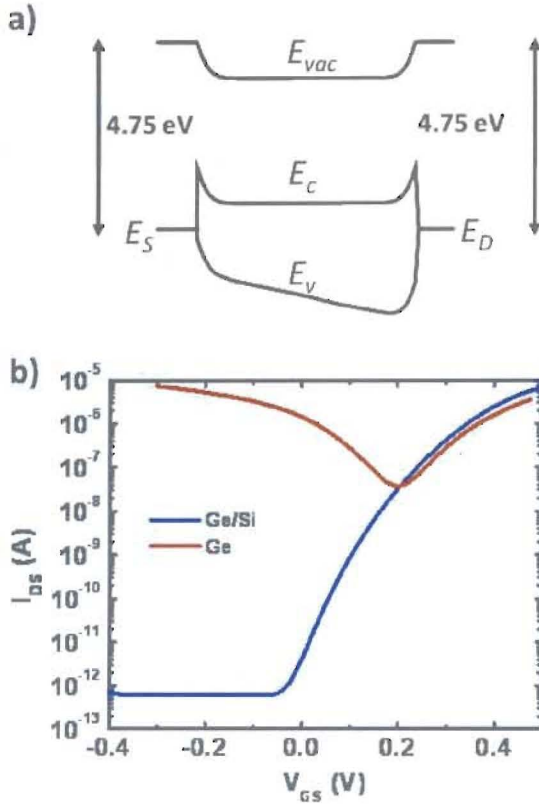 a)
E_vac
4.75 eV 4.75 eV
E_c
E_S E_D
E_v
b)
10^-5
10^-6
10^-7
10^-8
10^-9
10^-10
10^-11
10^-12
10^-13
I_DS (A)
Ge/Si
Ge
-0.4 -0.2 0.0 0.2 0.4
V_GS (V)